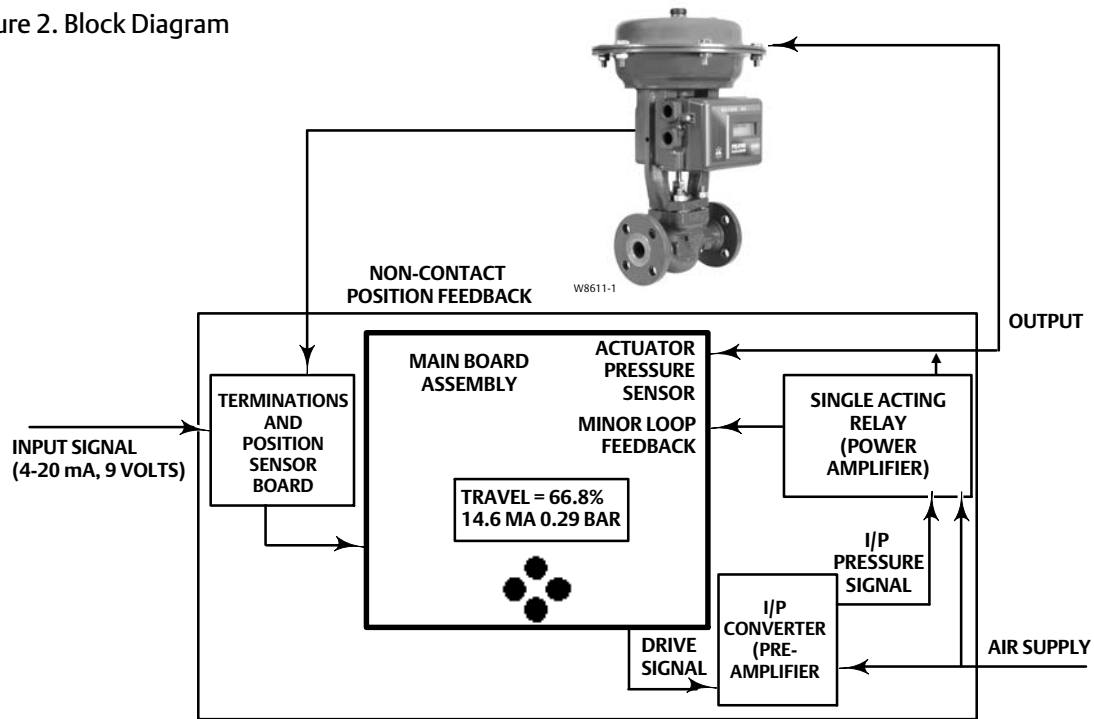 ure 2. Block Diagram
W8611-1
NON-CONTACT
POSITION FEEDBACK
OUTPUT
MAIN BOARD
ASSEMBLY
ACTUATOR
PRESSURE
SENSOR
MINOR LOOP
FEEDBACK
TERMINATIONS
AND
POSITION
SENSOR
BOARD
SINGLE ACTING
RELAY
(POWER
AMPLIFIER)
INPUT SIGNAL
(4-20 mA, 9 VOLTS)
TRAVEL = 66.8%
14.6 MA 0.29 BAR
I/P
PRESSURE
SIGNAL
I/P
CONVERTER
(PRE-
AMPLIFIER
DRIVE
SIGNAL
AIR SUPPLY